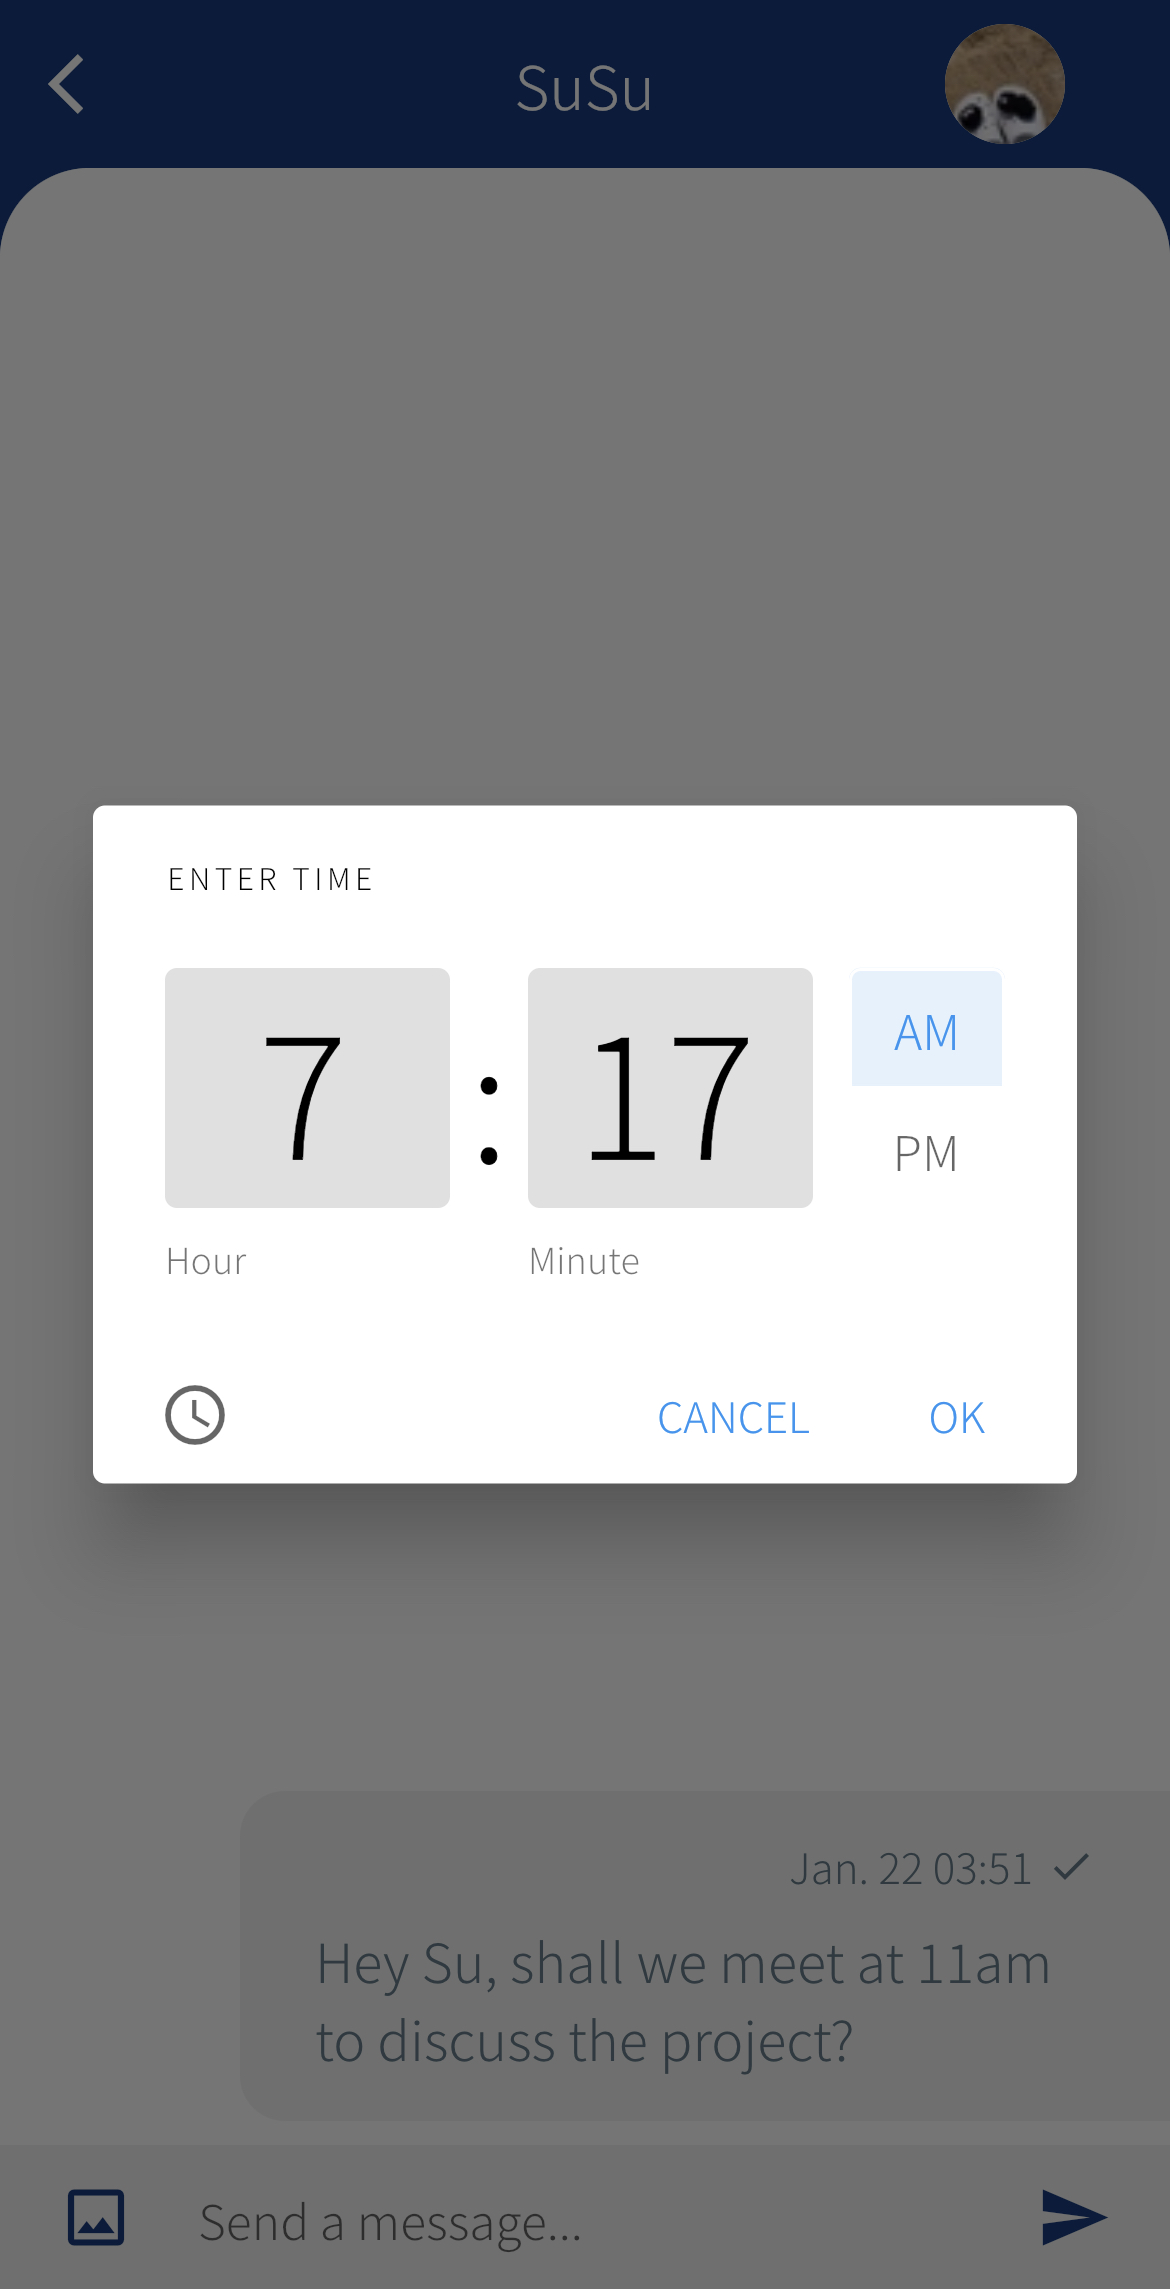 SuSu
ENTER TIME
7 : 17
AM
PM
Hour
Minute
CANCEL
OK
Jan. 22 03:51
Hey Su, shall we meet at 11am
to discuss the project?
Send a message...